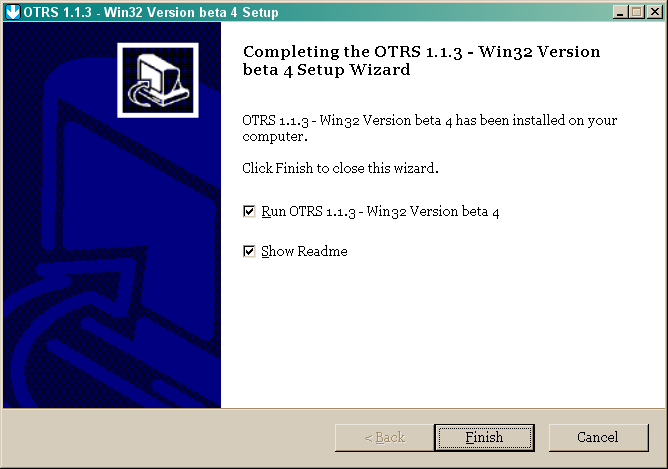 OTRS 1.1.3 - Win32 Version beta 4 Setup
Completing the OTRS 1.1.3 - Win32 Version
beta 4 Setup Wizard
OTRS 1.1.3 - Win32 Version beta 4 has been installed on your
computer.
Click Finish to close this wizard.
Run OTRS 1.1.3 - Win32 Version beta 4
Show Readme
< Back
Finish
Cancel